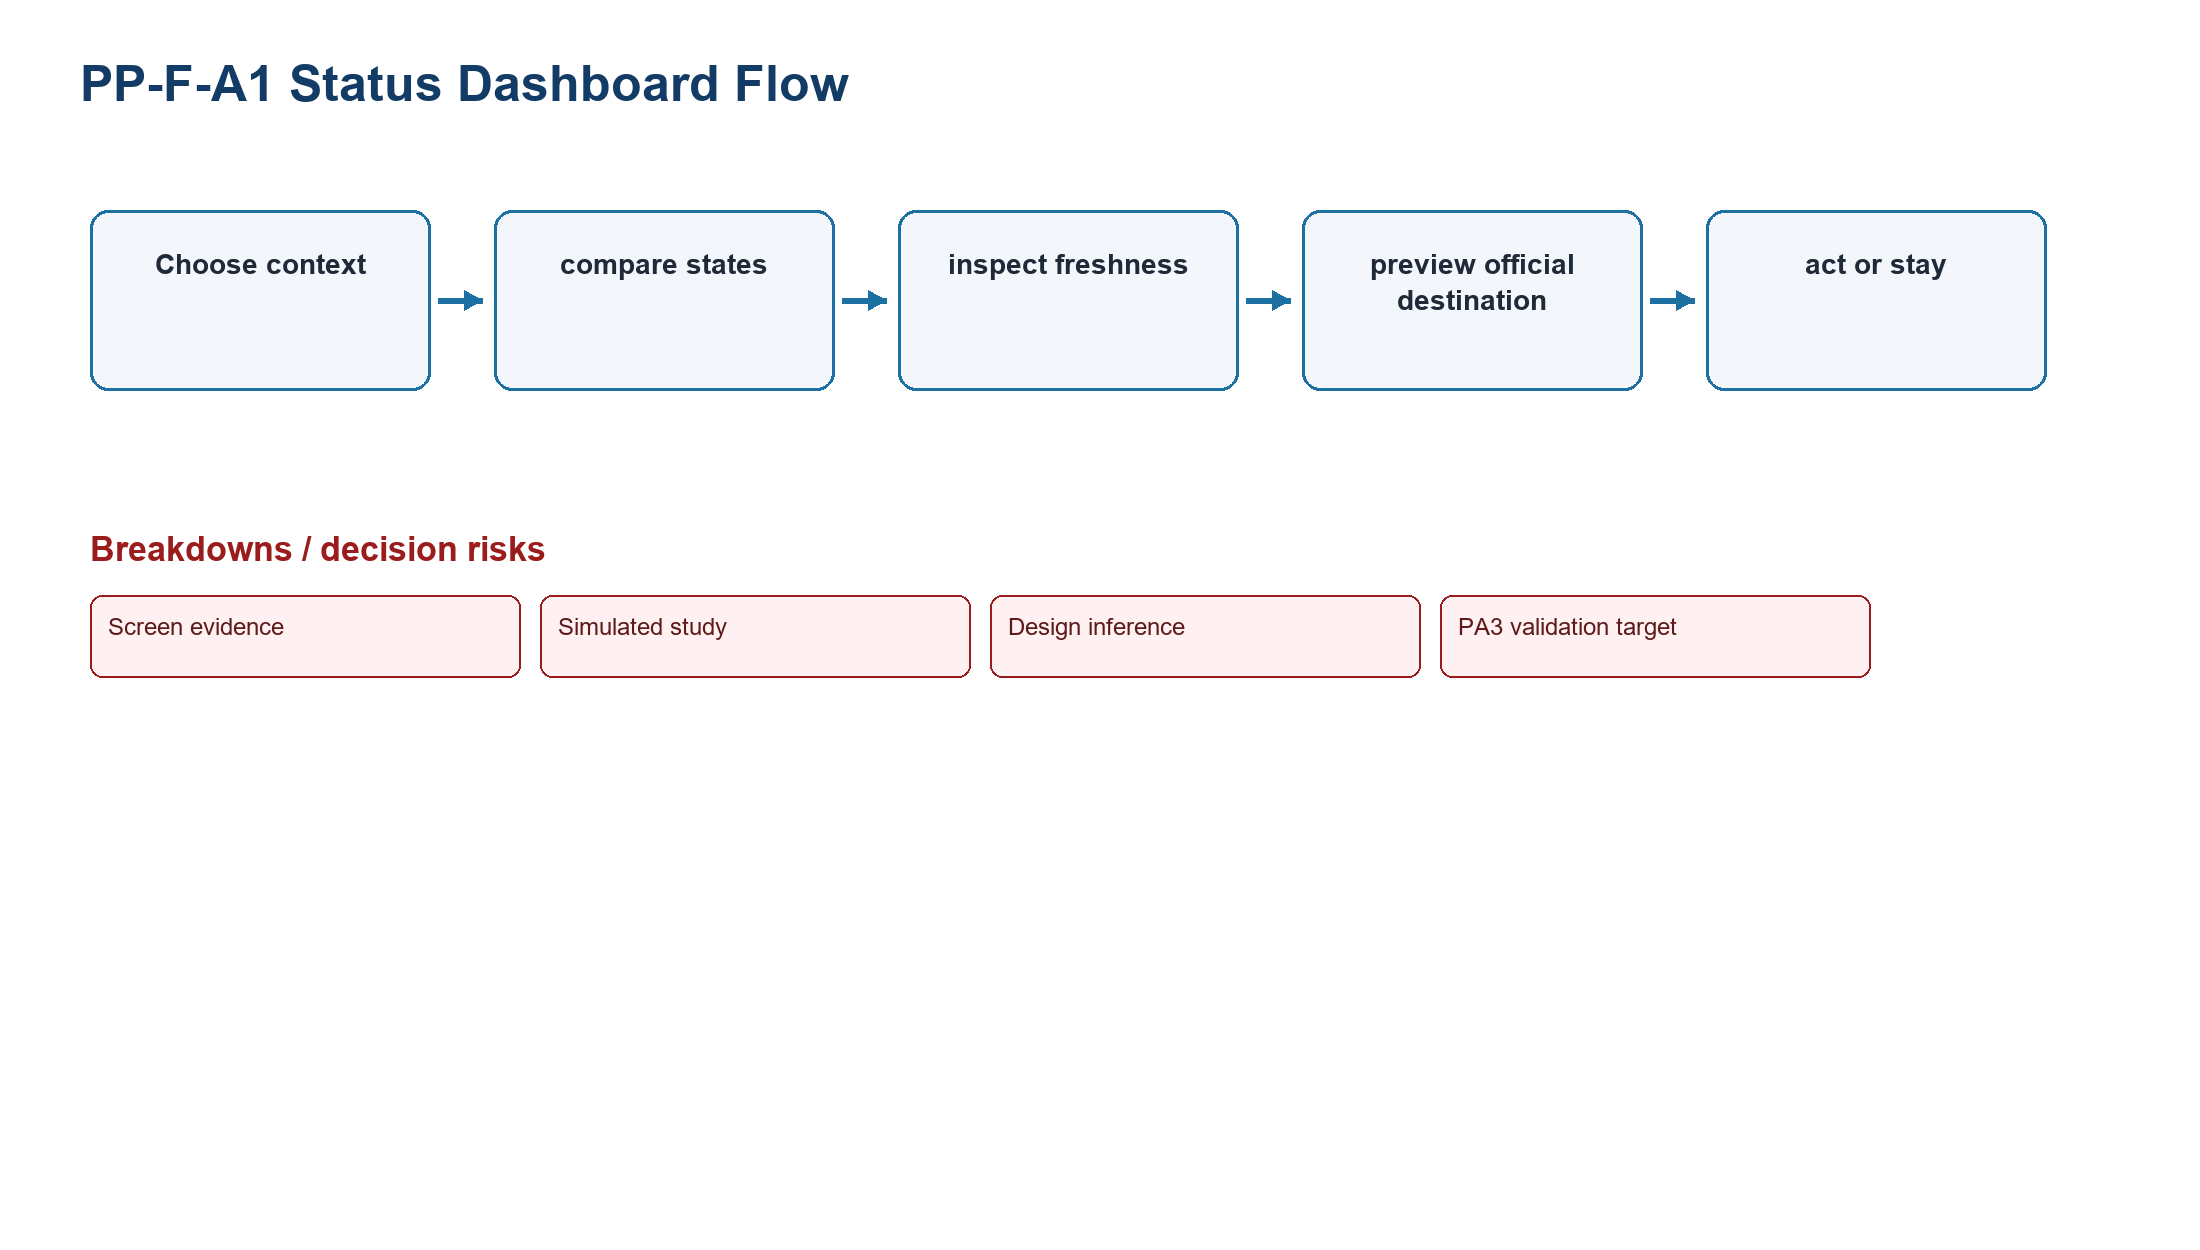 PP-F-A1 Status Dashboard Flow
Choose context
compare states
inspect freshness
preview official
destination
act or stay
Breakdowns / decision risks
Screen evidence
Simulated study
Design inference
PA3 validation target